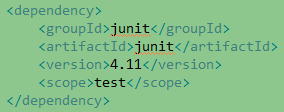 <dependency>
    <groupId>junit</groupId>
    <artifactId>junit</artifactId>
    <version>4.11</version>
    <scope>test</scope>
</dependency>